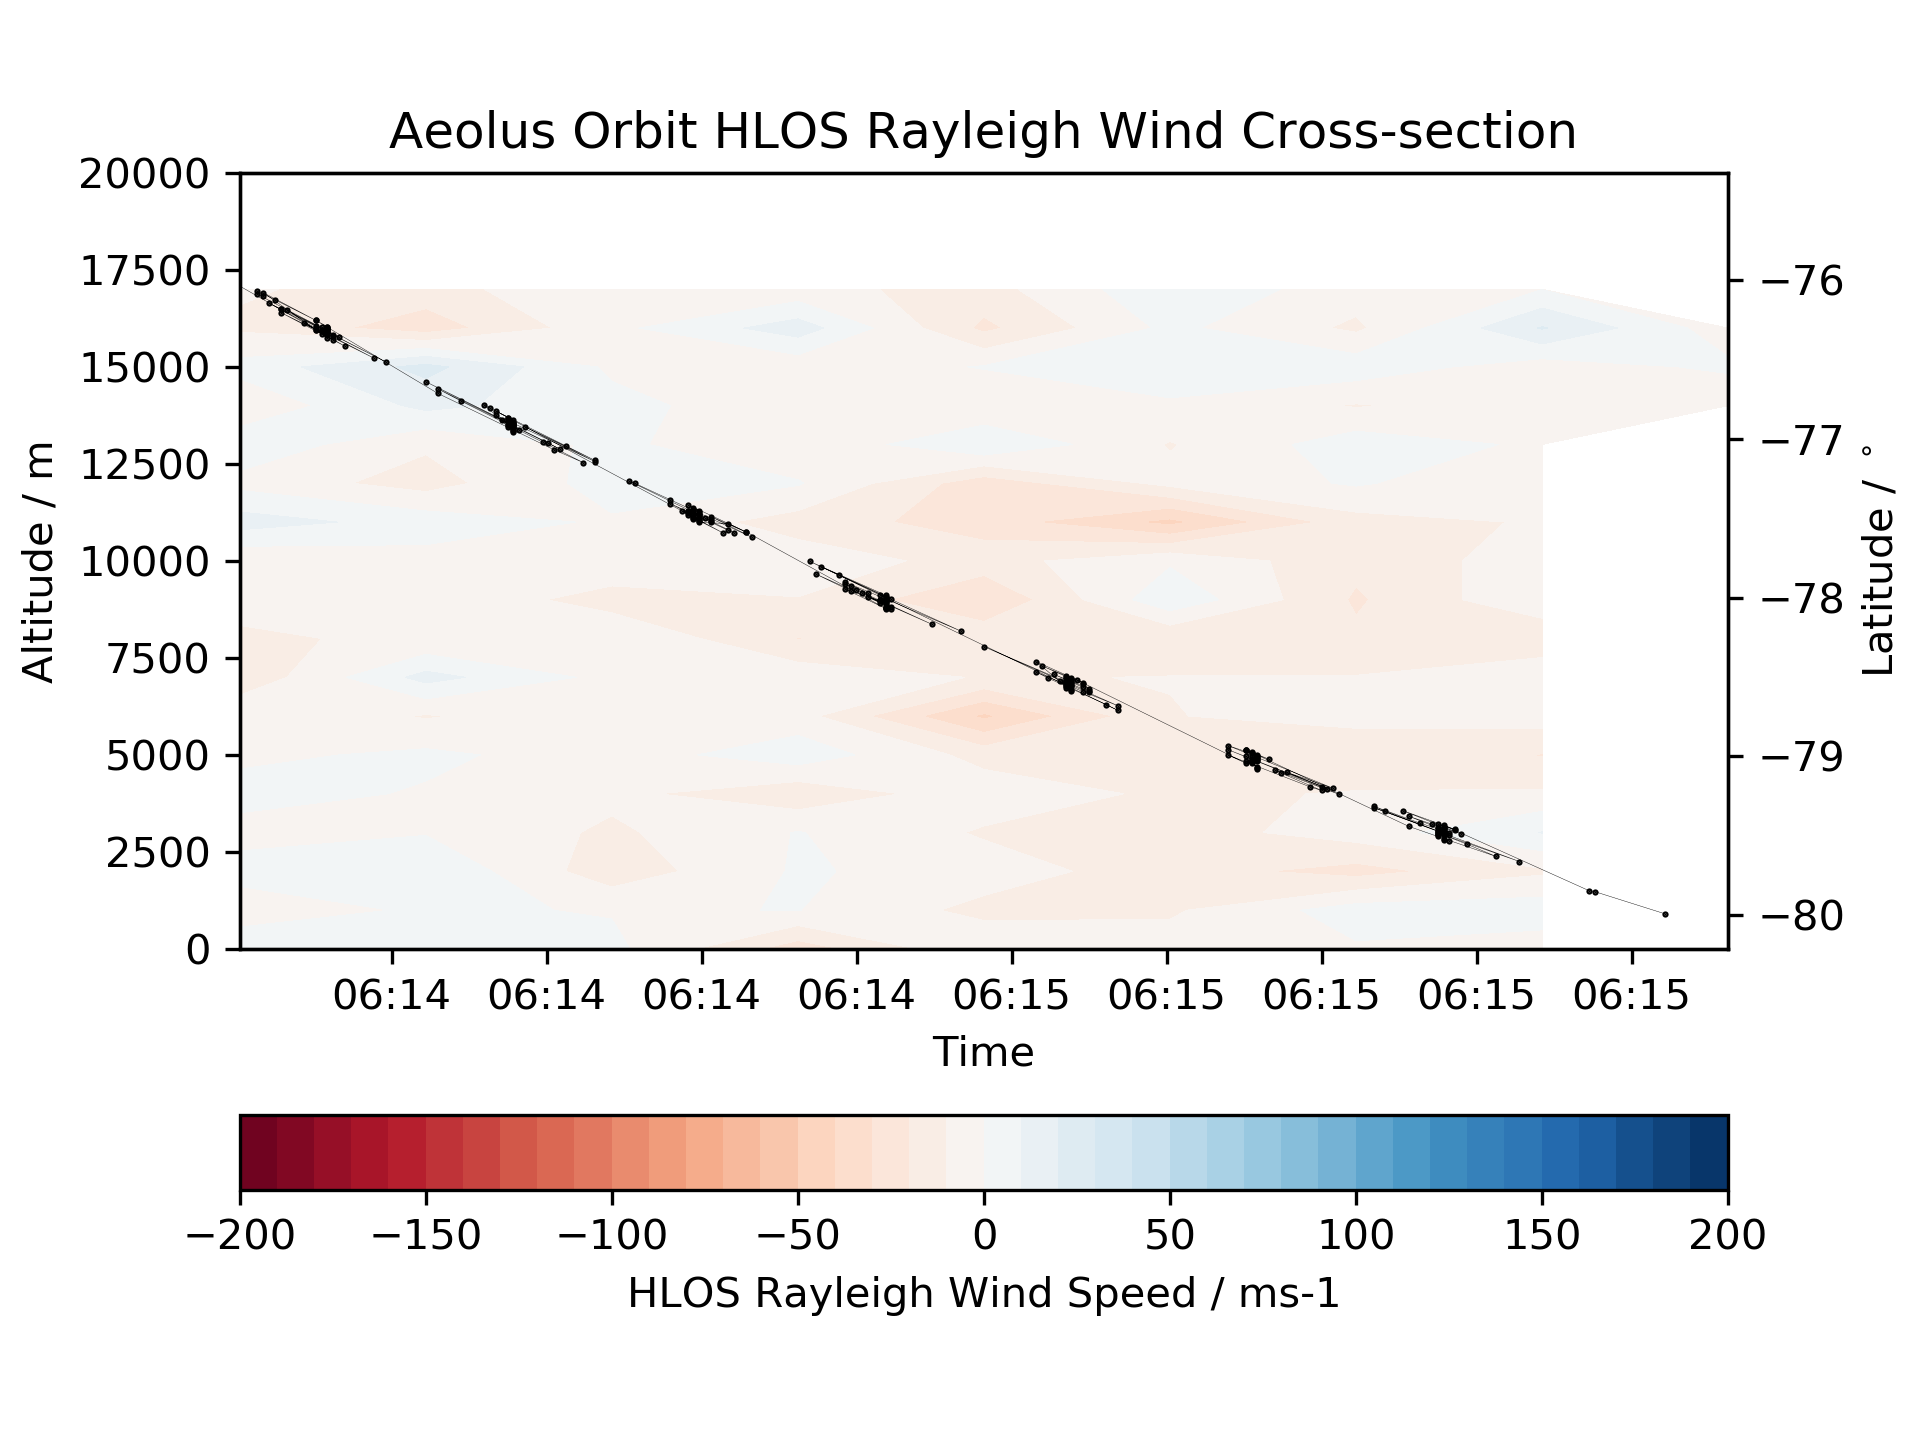 Aeolus Orbit HLOS Rayleigh Wind Cross-section
20000
17500
15000
12500
10000
7500
5000
2500
0
Altitude / m
−76
−77
−78
−79
−80
Latitude / °
06:14 06:14 06:14 06:14 06:15 06:15 06:15 06:15 06:15
Time
−200 −150 −100 −50 0 50 100 150 200
HLOS Rayleigh Wind Speed / ms-1